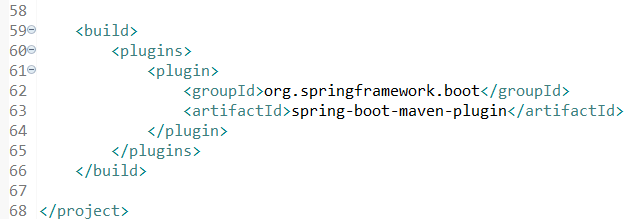 58
59 <build>
60 <plugins>
61 <plugin>
62 <groupId>org.springframework.boot</groupId>
63 <artifactId>spring-boot-maven-plugin</artifactId>
64 </plugin>
65 </plugins>
66 </build>
67
68 </project>